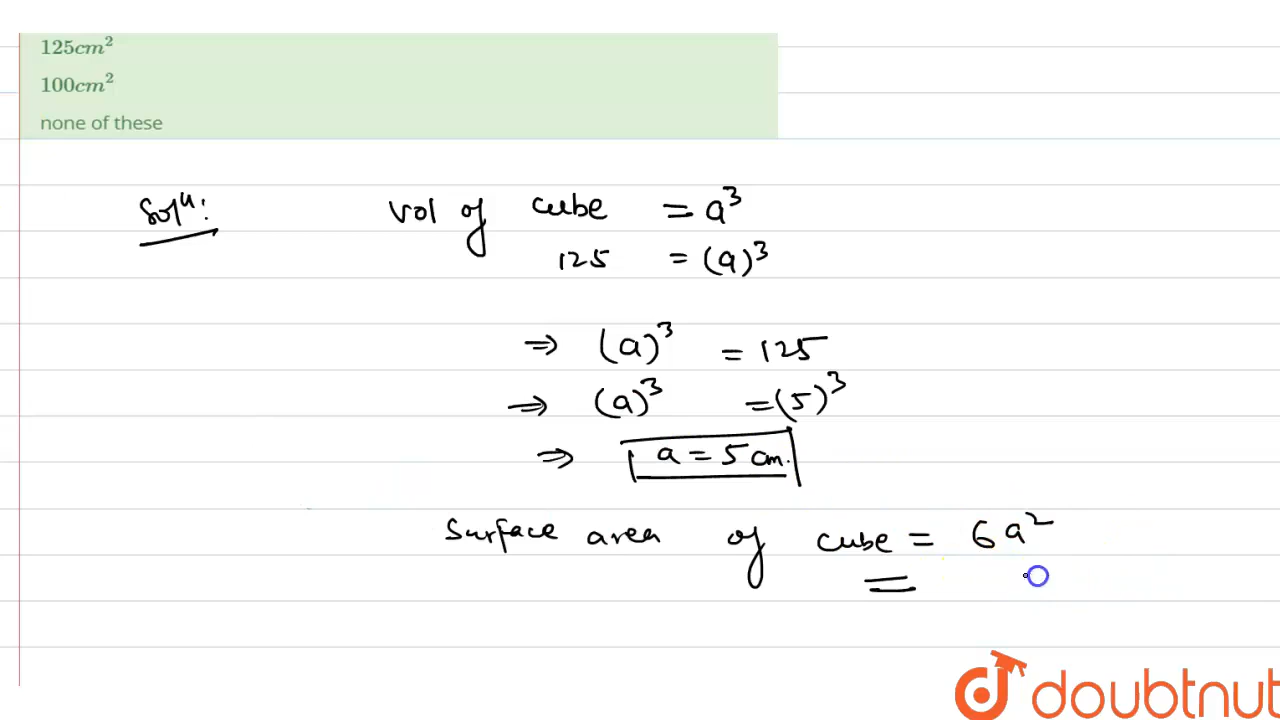 125cm²
100cm²
none of these
Solⁿ:
Vol of cube = a³
125 = (a)³
⇒ (a)³ = 125
⇒ (a)³ = (5)³
⇒ a = 5 cm.
Surface area of cube = 6a²
=
doubtnut